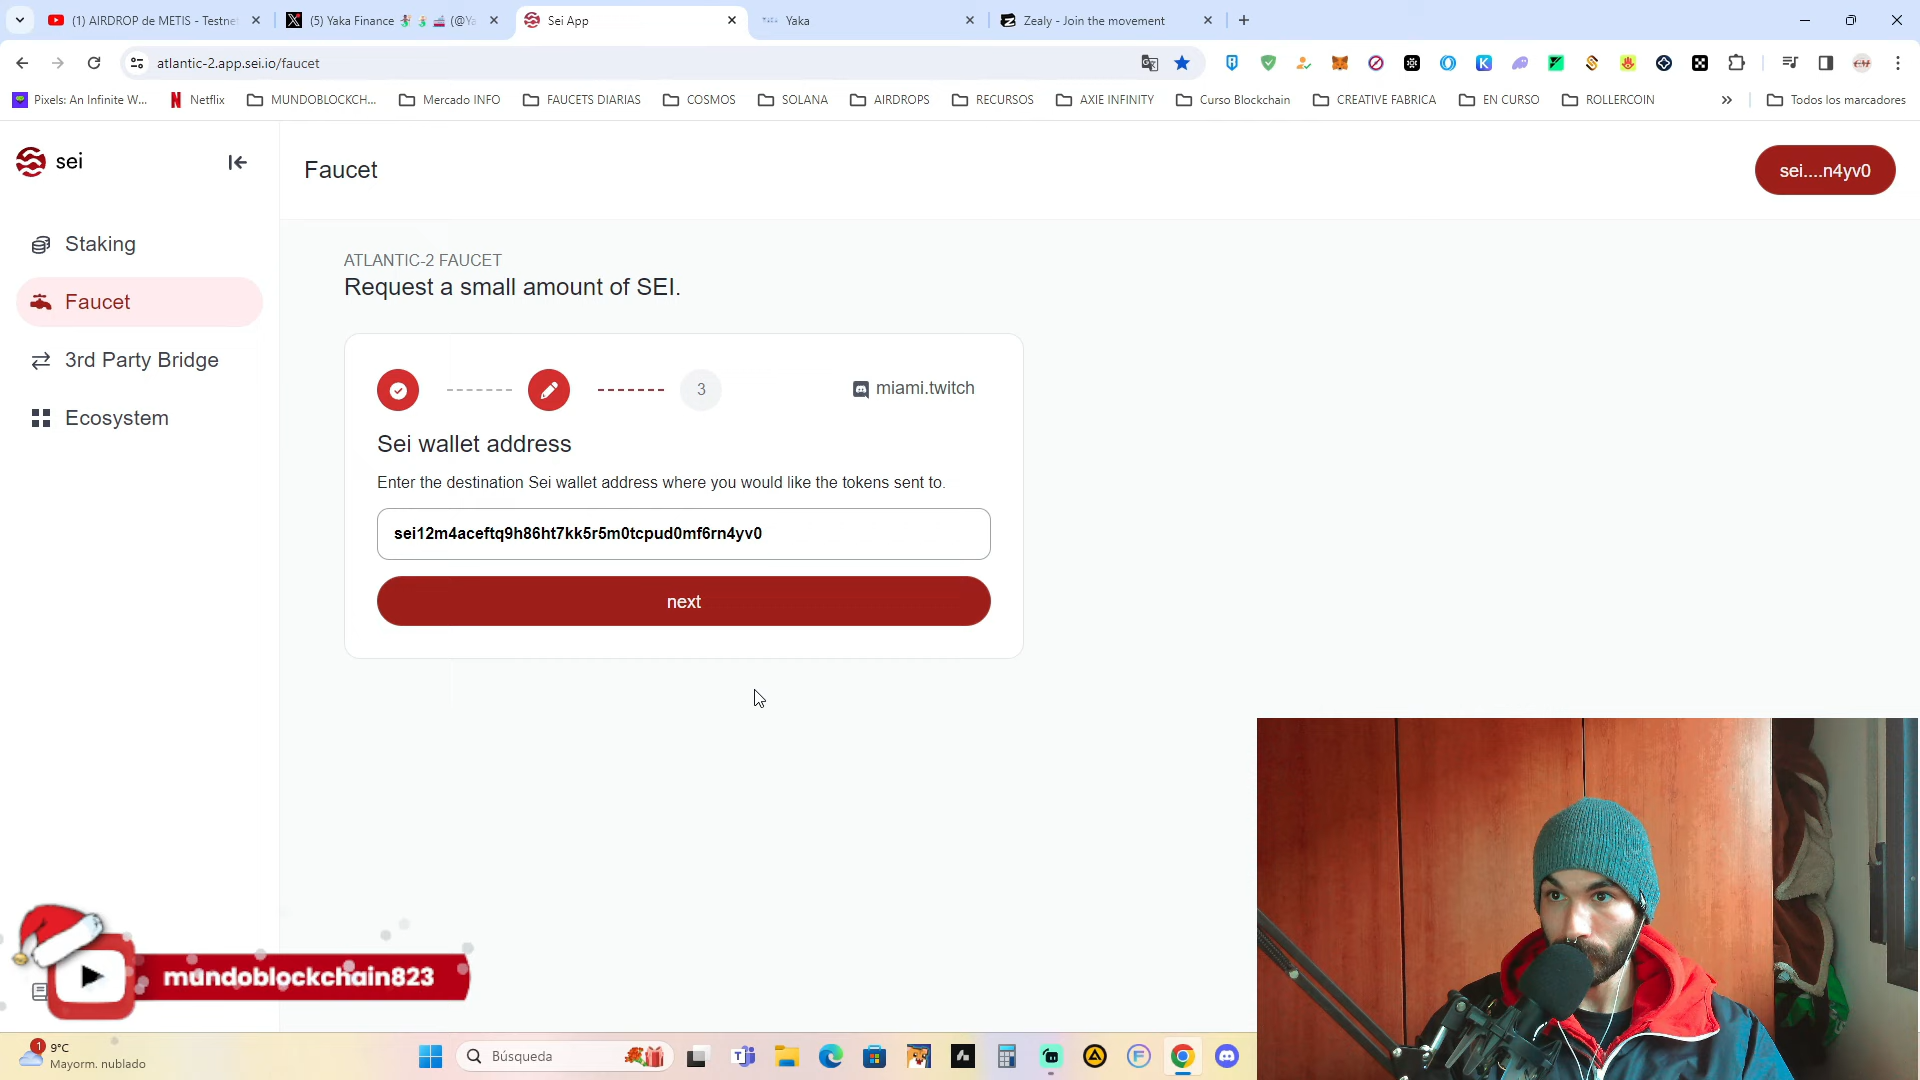 (1) AIRDROP de METIS - Testne
(5) Yaka Finance
(@Ya
Sei App
Yaka
Zealy - Join the movement
atlantic-2.app.sei.io/faucet
Pixels: An Infinite W...
Netflix
MUNDOBLOCKCH...
Mercado INFO
FAUCETS DIARIAS
COSMOS
SOLANA
AIRDROPS
RECURSOS
AXIE INFINITY
Curso Blockchain
CREATIVE FABRICA
EN CURSO
ROLLERCOIN
»
Todos los marcadores
sei
Faucet
sei....n4yv0
Staking
Faucet
3rd Party Bridge
Ecosystem
ATLANTIC-2 FAUCET
Request a small amount of SEI.
3
miami.twitch
Sei wallet address
Enter the destination Sei wallet address where you would like the tokens sent to.
sei12m4aceftq9h86ht7kk5r5m0tcpud0mf6rn4yv0
next
mundoblockchain823
1
9°C
Mayorm. nublado
Búsqueda